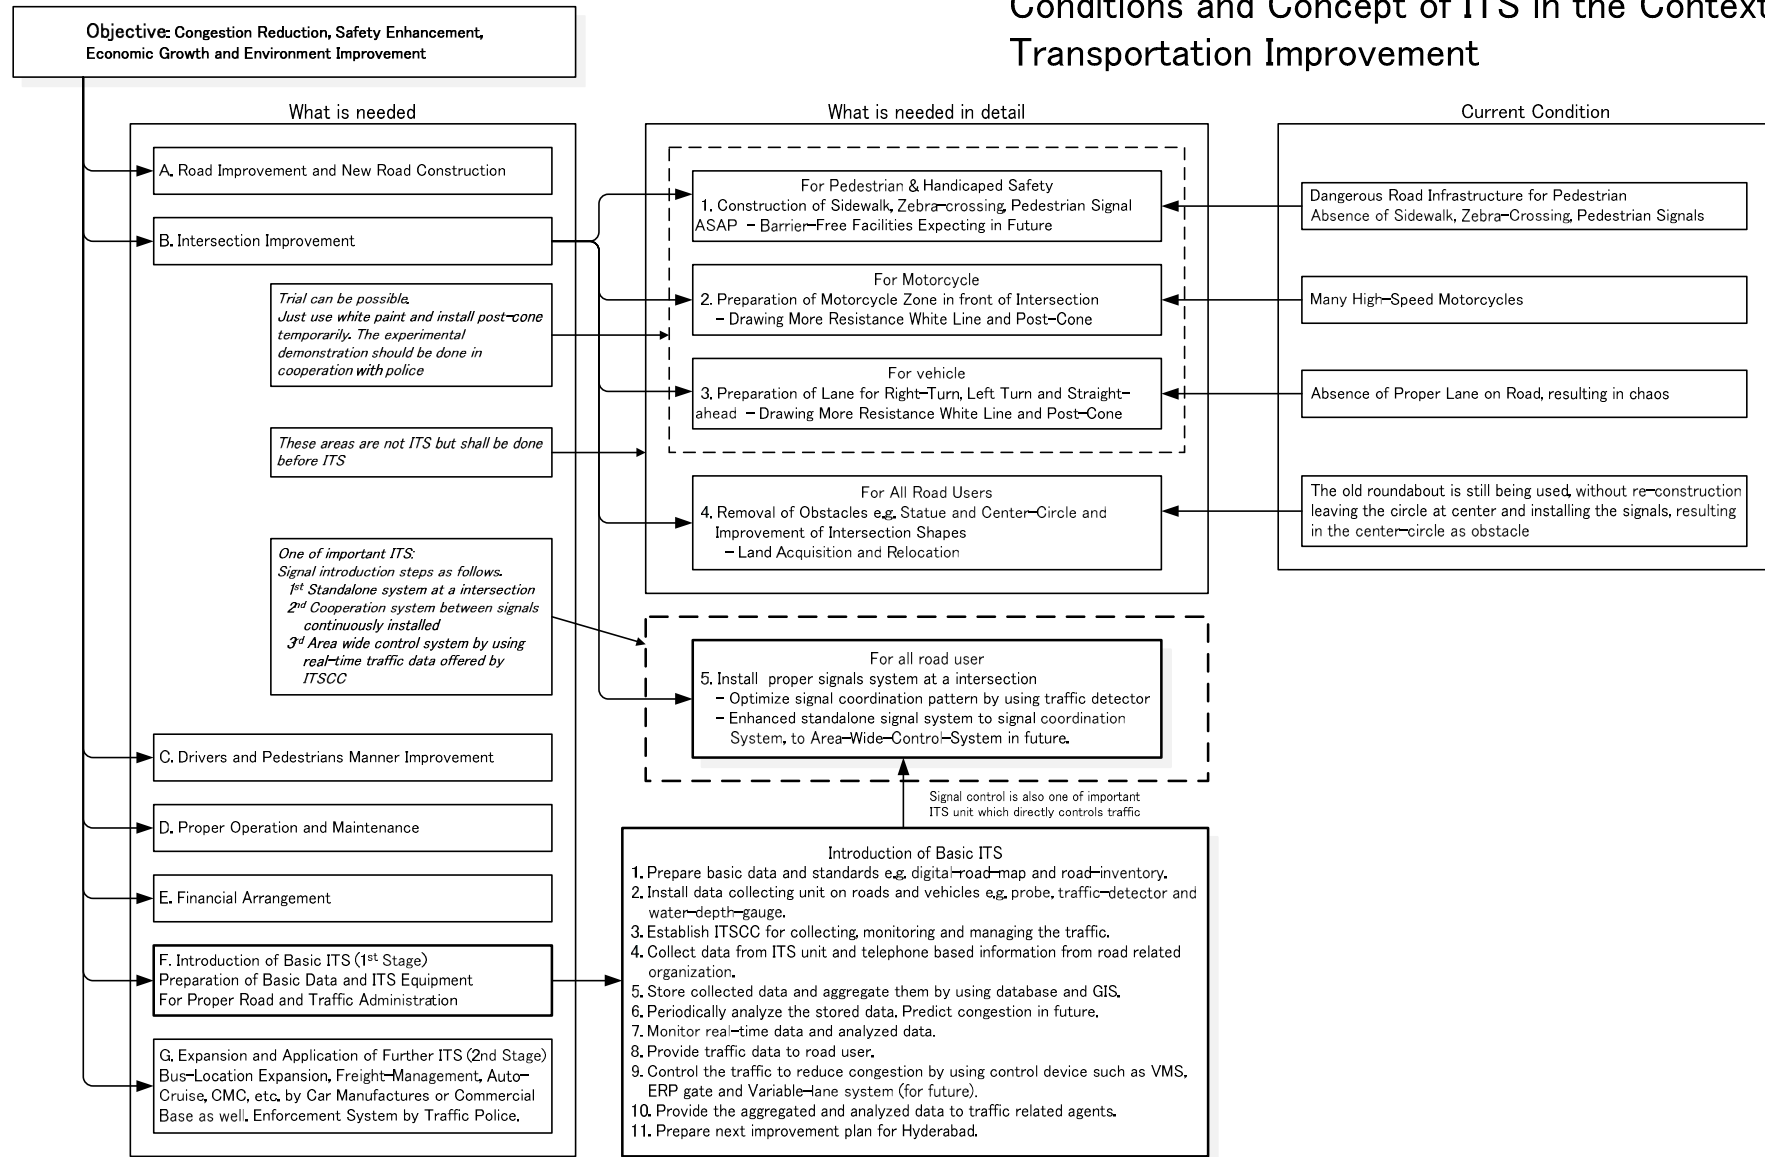 Conditions and Concept of ITS in the Context
Transportation Improvement
Objective: Congestion Reduction, Safety Enhancement,
Economic Growth and Environment Improvement
What is needed
A. Road Improvement and New Road Construction
B. Intersection Improvement
Trial can be possible.
Just use white paint and install post-cone
temporarily. The experimental
demonstration should be done in
cooperation with police
These areas are not ITS but shall be done
before ITS
One of important ITS:
Signal introduction steps as follows.
1st Standalone system at a intersection
2nd Cooperation system between signals
continuously installed
3rd Area wide control system by using
real-time traffic data offered by
ITSCC
C. Drivers and Pedestrians Manner Improvement
D. Proper Operation and Maintenance
E. Financial Arrangement
F. Introduction of Basic ITS (1st Stage)
Preparation of Basic Data and ITS Equipment
For Proper Road and Traffic Administration
G. Expansion and Application of Further ITS (2nd Stage)
Bus-Location Expansion, Freight-Management, Auto-
Cruise, CMC, etc. by Car Manufactures or Commercial
Base as well. Enforcement System by Traffic Police.
What is needed in detail
For Pedestrian & Handicaped Safety
1. Construction of Sidewalk, Zebra-crossing, Pedestrian Signal
ASAP - Barrier-Free Facilities Expecting in Future
For Motorcycle
2. Preparation of Motorcycle Zone in front of Intersection
- Drawing More Resistance White Line and Post-Cone
For vehicle
3. Preparation of Lane for Right-Turn, Left Turn and Straight-
ahead - Drawing More Resistance White Line and Post-Cone
For All Road Users
4. Removal of Obstacles e.g. Statue and Center-Circle and
Improvement of Intersection Shapes
- Land Acquisition and Relocation
For all road user
5. Install proper signals system at a intersection
- Optimize signal coordination pattern by using traffic detector
- Enhanced standalone signal system to signal coordination
System, to Area-Wide-Control-System in future.
Signal control is also one of important
ITS unit which directly controls traffic
Introduction of Basic ITS
1. Prepare basic data and standards e.g. digital-road-map and road-inventory.
2. Install data collecting unit on roads and vehicles e.g. probe, traffic-detector and
water-depth-gauge.
3. Establish ITSCC for collecting, monitoring and managing the traffic.
4. Collect data from ITS unit and telephone based information from road related
organization.
5. Store collected data and aggregate them by using database and GIS.
6. Periodically analyze the stored data. Predict congestion in future.
7. Monitor real-time data and analyzed data.
8. Provide traffic data to road user.
9. Control the traffic to reduce congestion by using control device such as VMS,
ERP gate and Variable-lane system (for future).
10. Provide the aggregated and analyzed data to traffic related agents.
11. Prepare next improvement plan for Hyderabad.
Current Condition
Dangerous Road Infrastructure for Pedestrian
Absence of Sidewalk, Zebra-Crossing, Pedestrian Signals
Many High-Speed Motorcycles
Absence of Proper Lane on Road, resulting in chaos
The old roundabout is still being used, without re-construction
leaving the circle at center and installing the signals, resulting
in the center-circle as obstacle